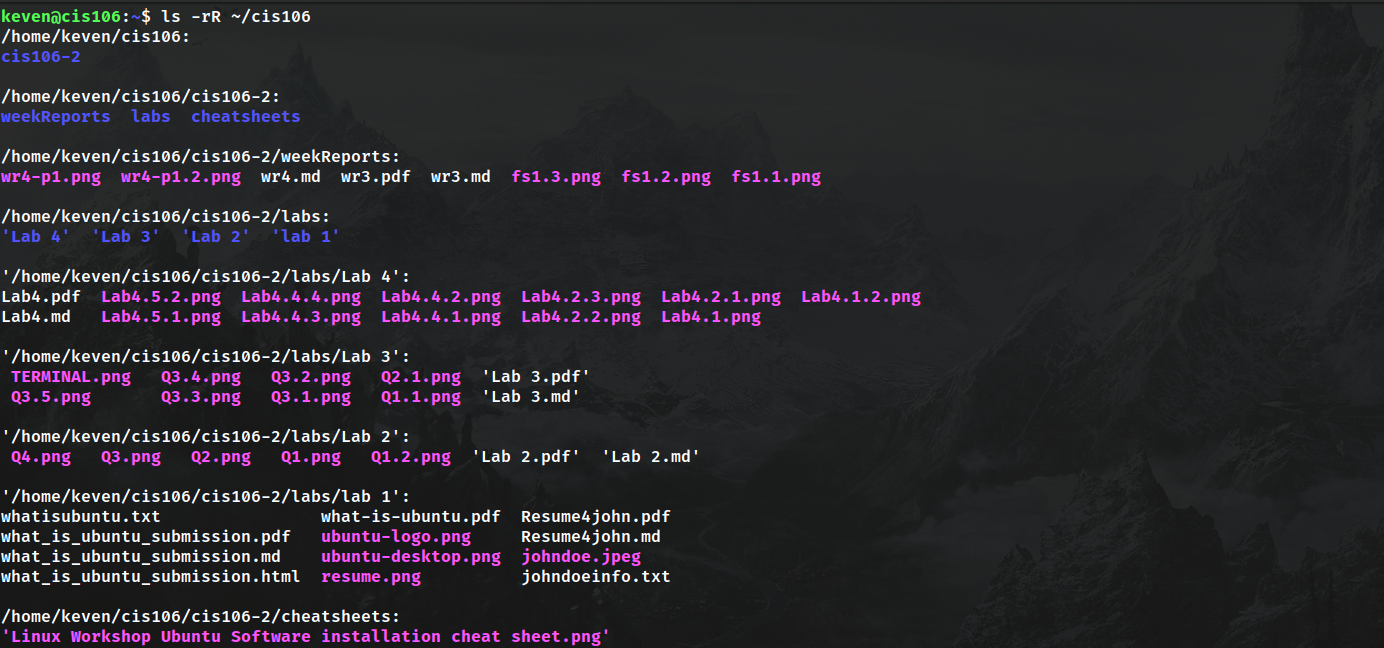 keven@cis106:~$ ls -rR ~/cis106
/home/keven/cis106:
cis106-2

/home/keven/cis106/cis106-2:
weekReports  labs  cheatsheets

/home/keven/cis106/cis106-2/weekReports:
wr4-p1.png  wr4-p1.2.png  wr4.md  wr3.pdf  wr3.md  fs1.3.png  fs1.2.png  fs1.1.png

/home/keven/cis106/cis106-2/labs:
'Lab 4'  'Lab 3'  'Lab 2'  'lab 1'

'/home/keven/cis106/cis106-2/labs/Lab 4':
Lab4.pdf  Lab4.5.2.png  Lab4.4.4.png  Lab4.4.2.png  Lab4.2.3.png  Lab4.2.1.png  Lab4.1.2.png
Lab4.md   Lab4.5.1.png  Lab4.4.3.png  Lab4.4.1.png  Lab4.2.2.png  Lab4.1.png

'/home/keven/cis106/cis106-2/labs/Lab 3':
 TERMINAL.png   Q3.4.png   Q3.2.png   Q2.1.png  'Lab 3.pdf'
 Q3.5.png       Q3.3.png   Q3.1.png   Q1.1.png  'Lab 3.md'

'/home/keven/cis106/cis106-2/labs/Lab 2':
 Q4.png   Q3.png   Q2.png   Q1.png   Q1.2.png  'Lab 2.pdf'  'Lab 2.md'

'/home/keven/cis106/cis106-2/labs/lab 1':
whatisubuntu.txt                what-is-ubuntu.pdf  Resume4john.pdf
what_is_ubuntu_submission.pdf   ubuntu-logo.png     Resume4john.md
what_is_ubuntu_submission.md    ubuntu-desktop.png  johndoe.jpeg
what_is_ubuntu_submission.html  resume.png          johndoeinfo.txt

/home/keven/cis106/cis106-2/cheatsheets:
'Linux Workshop Ubuntu Software installation cheat sheet.png'